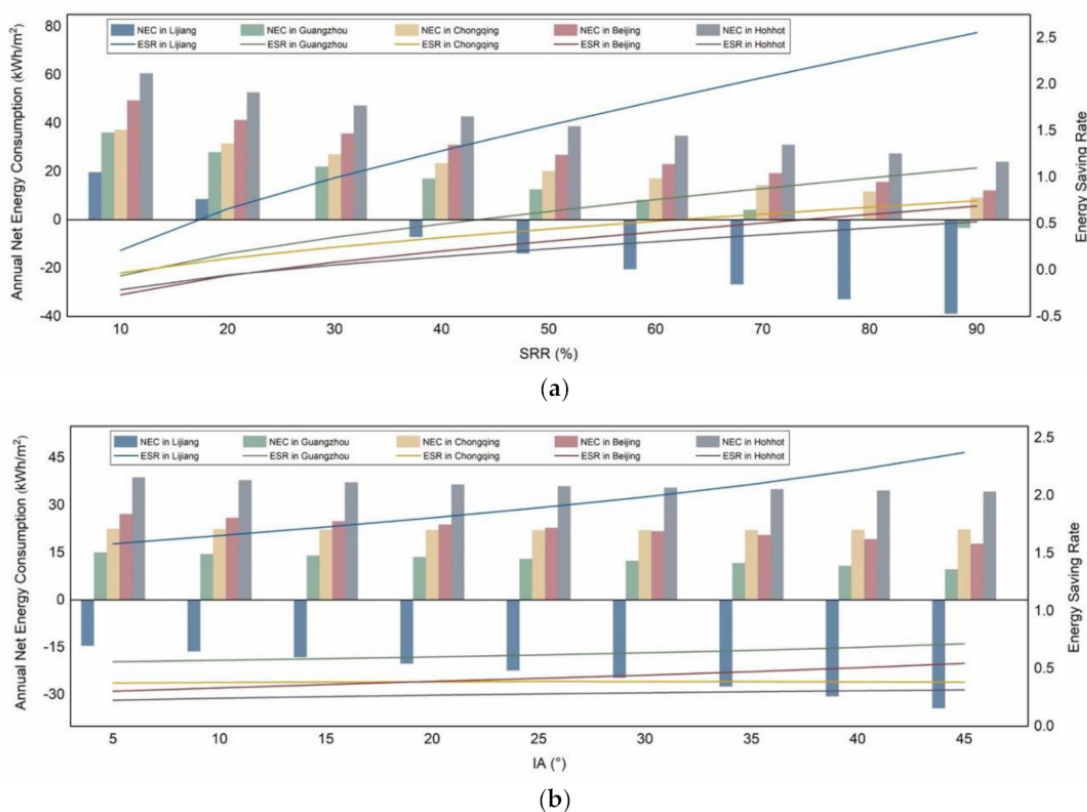 NEC in Lijiang NEC in Guangzhou NEC in Chongqing NEC in Beijing NEC in Hohhot
ESR in Lijiang ESR in Guangzhou ESR in Chongqing ESR in Beijing ESR in Hohhot
Annual Net Energy Consumption (kWh/m²)
80
60
40
20
0
-20
-40
2.5
2.0
1.5
1.0
0.5
0.0
-0.5
Energy Saving Rate
10 20 30 40 50 60 70 80 90
SRR (%)
(a)
NEC in Lijiang NEC in Guangzhou NEC in Chongqing NEC in Beijing NEC in Hohhot
ESR in Lijiang ESR in Guangzhou ESR in Chongqing ESR in Beijing ESR in Hohhot
Annual Net Energy Consumption (kWh/m²)
45
30
15
0
-15
-30
2.5
2.0
1.5
1.0
0.5
0.0
Energy Saving Rate
5 10 15 20 25 30 35 40 45
IA (°)
(b)